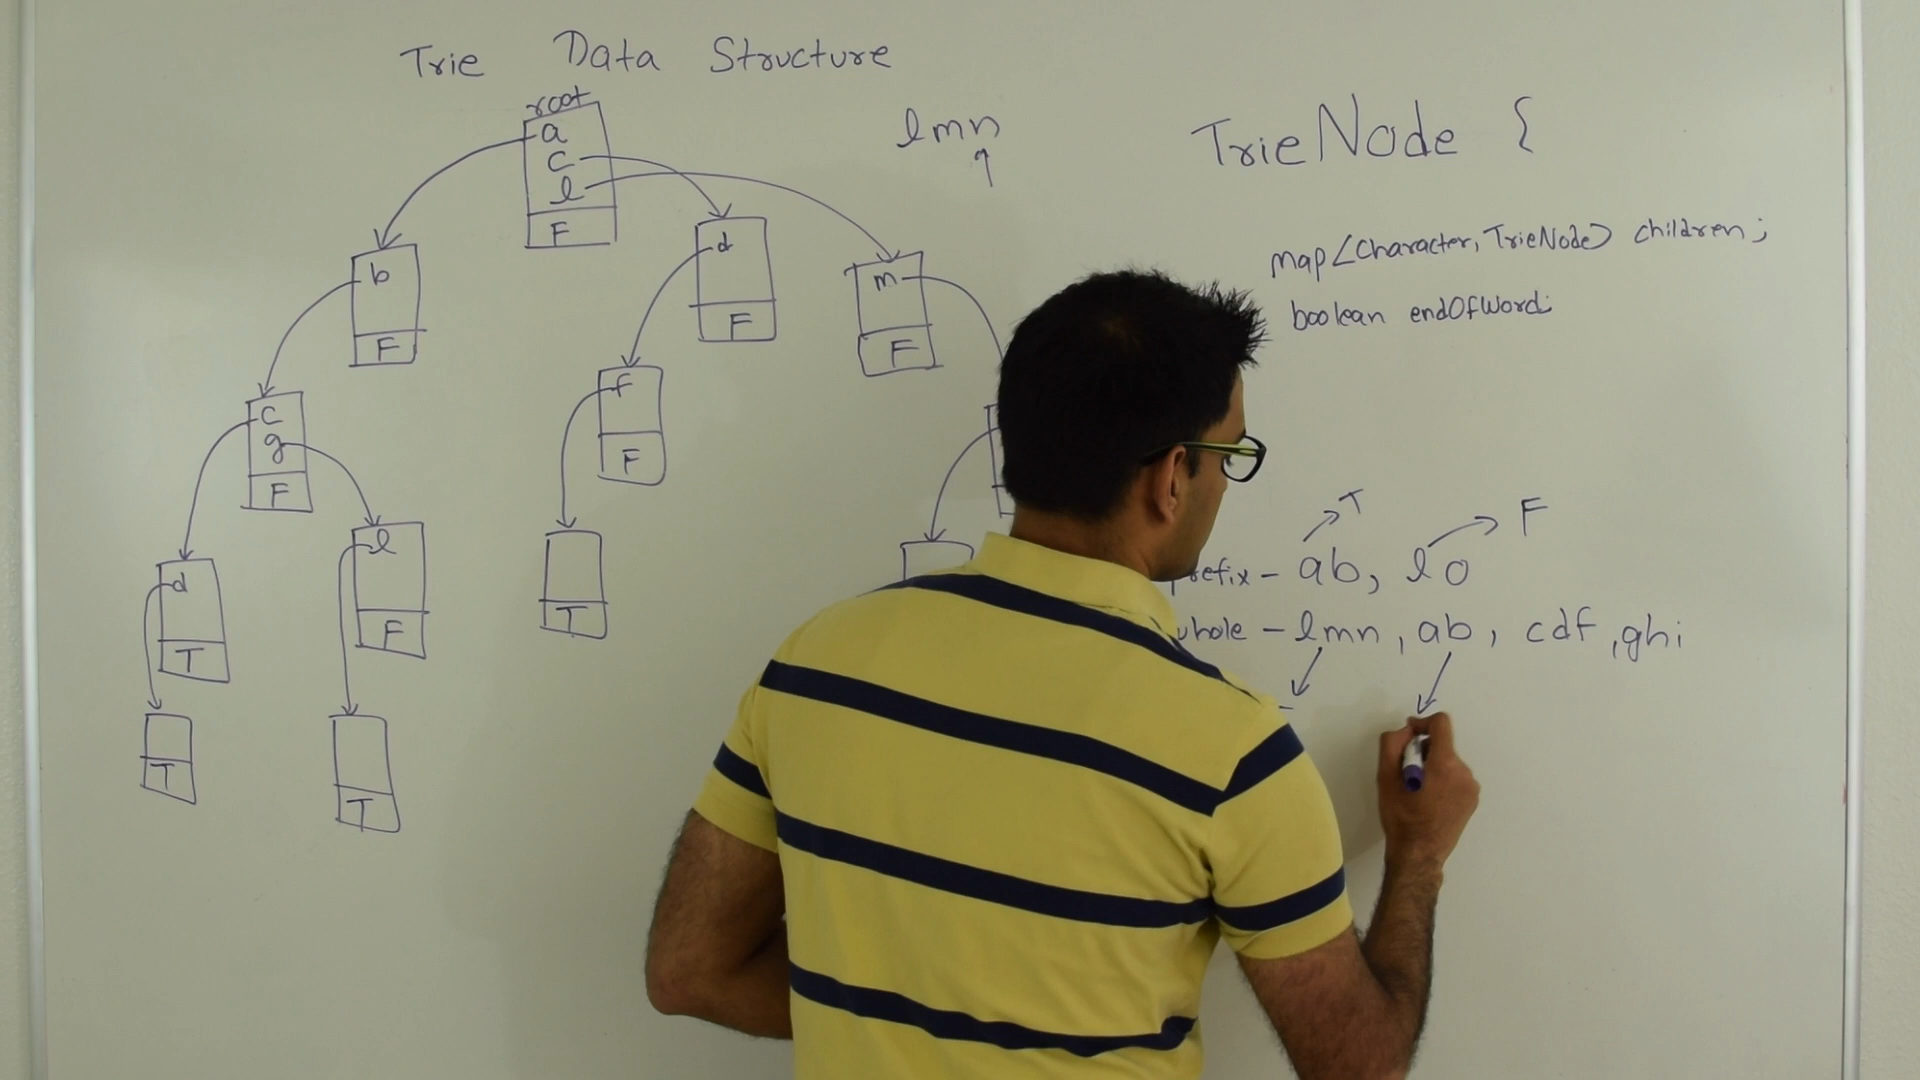 Trie Data Structure
root
a
c
l
F
lmn
TrieNode {
map<Character, TrieNode> children;
boolean endOfWord;
b
F
d
F
m
F
c
g
F
f
F
d
T
l
F
T
T
T
T
F
prefix - ab, lo
whole - lmn, ab, cdf, ghi